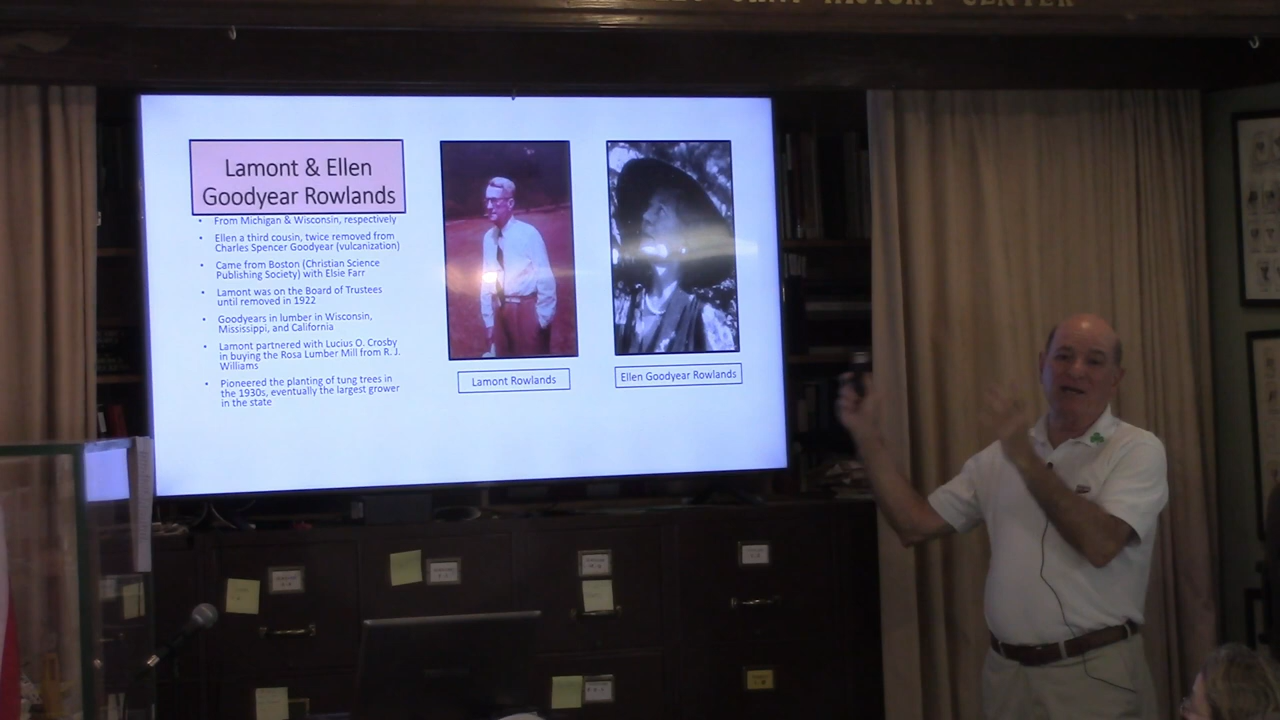 HISTORY CENTER
Lamont & Ellen
Goodyear Rowlands
• From Michigan & Wisconsin, respectively
• Ellen a third cousin, twice removed from
Charles Spencer Goodyear (vulcanization)
• Came from Boston (Christian Science
Publishing Society) with Elsie Farr
• Lamont was on the Board of Trustees
until removed in 1922
• Goodyears in lumber in Wisconsin,
Mississippi, and California
• Lamont partnered with Lucius O. Crosby
in buying the Rosa Lumber Mill from R. J.
Williams
• Pioneered the planting of tung trees in
the 1930s, eventually the largest grower
in the state
Lamont Rowlands
Ellen Goodyear Rowlands